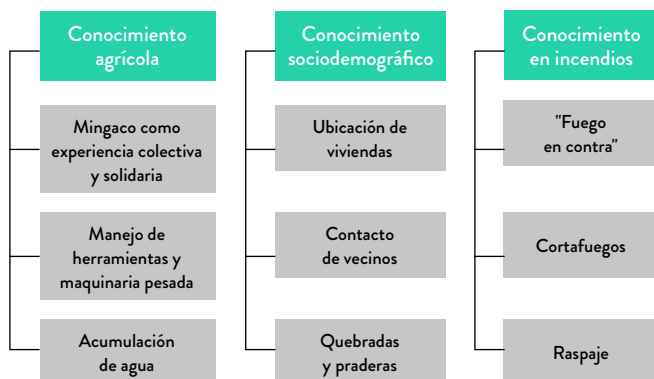 Conocimiento
agrícola
Mingaco como
experiencia colectiva
y solidaria
Manejo de
herramientas y
maquinaria pesada
Acumulación
de agua
Conocimiento
sociodemográfico
Ubicación de
viviendas
Contacto
de vecinos
Quebradas
y praderas
Conocimiento
en incendios
"Fuego
en contra"
Cortafuegos
Raspaje